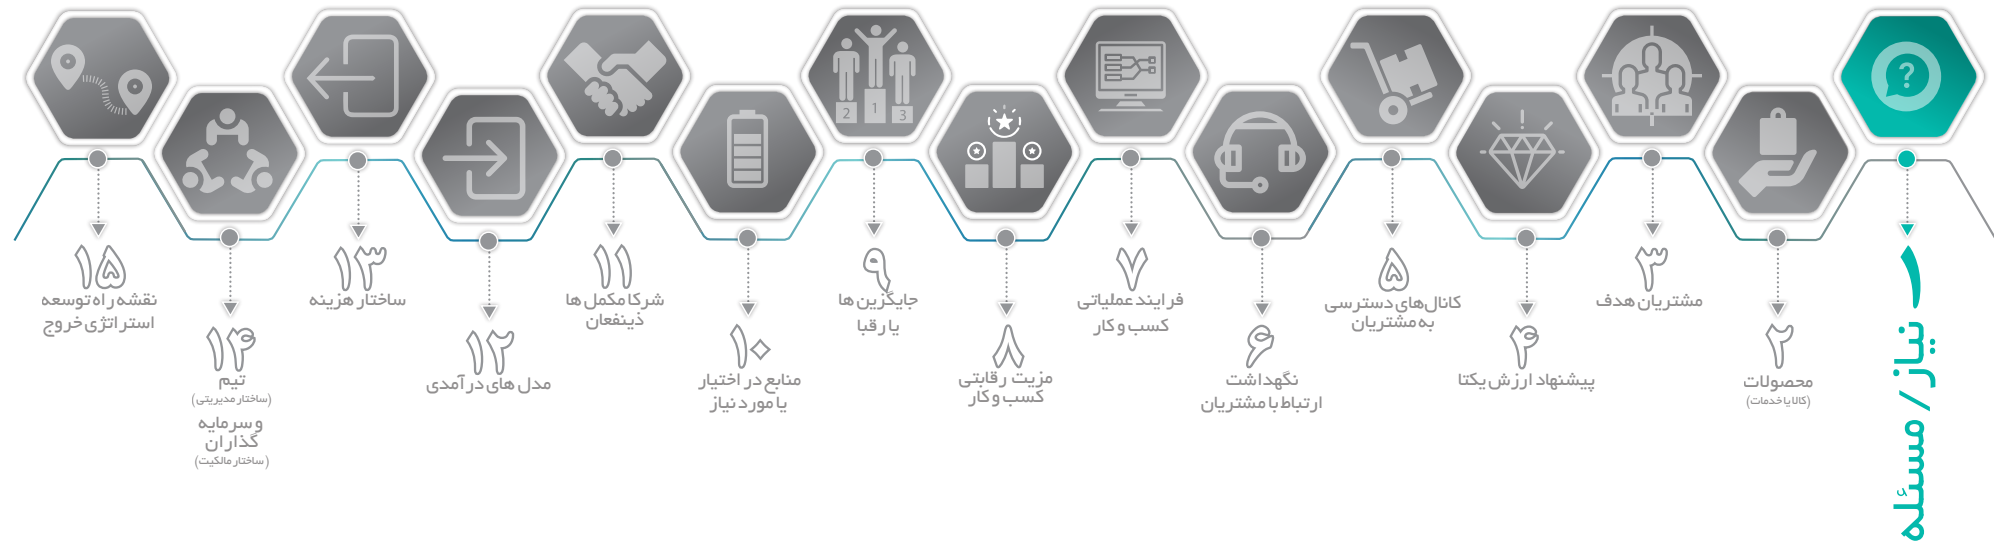 ۱
نیاز/ مسئله
۲
محصولات
(کالا یا خدمات)
۳
مشتریان هدف
۴
پیشنهاد ارزش یکتا
۵
کانال‌های دسترسی
به مشتریان
۶
نگهداشت
ارتباط با مشتریان
۷
فرایند عملیاتی
کسب و کار
۸
مزیت رقابتی
کسب و کار
2 1 3
۹
جایگزین ها
یا رقبا
۱۰
منابع در اختیار
یا مورد نیاز
۱۱
شرکا مکمل ها
ذینفعان
۱۲
مدل های درآمدی
۱۳
ساختار هزینه
۱۴
تیم
(ساختار مدیریتی)
و سرمایه
گذاران
(ساختار مالکیت)
۱۵
نقشه راه توسعه
استراتژی خروج